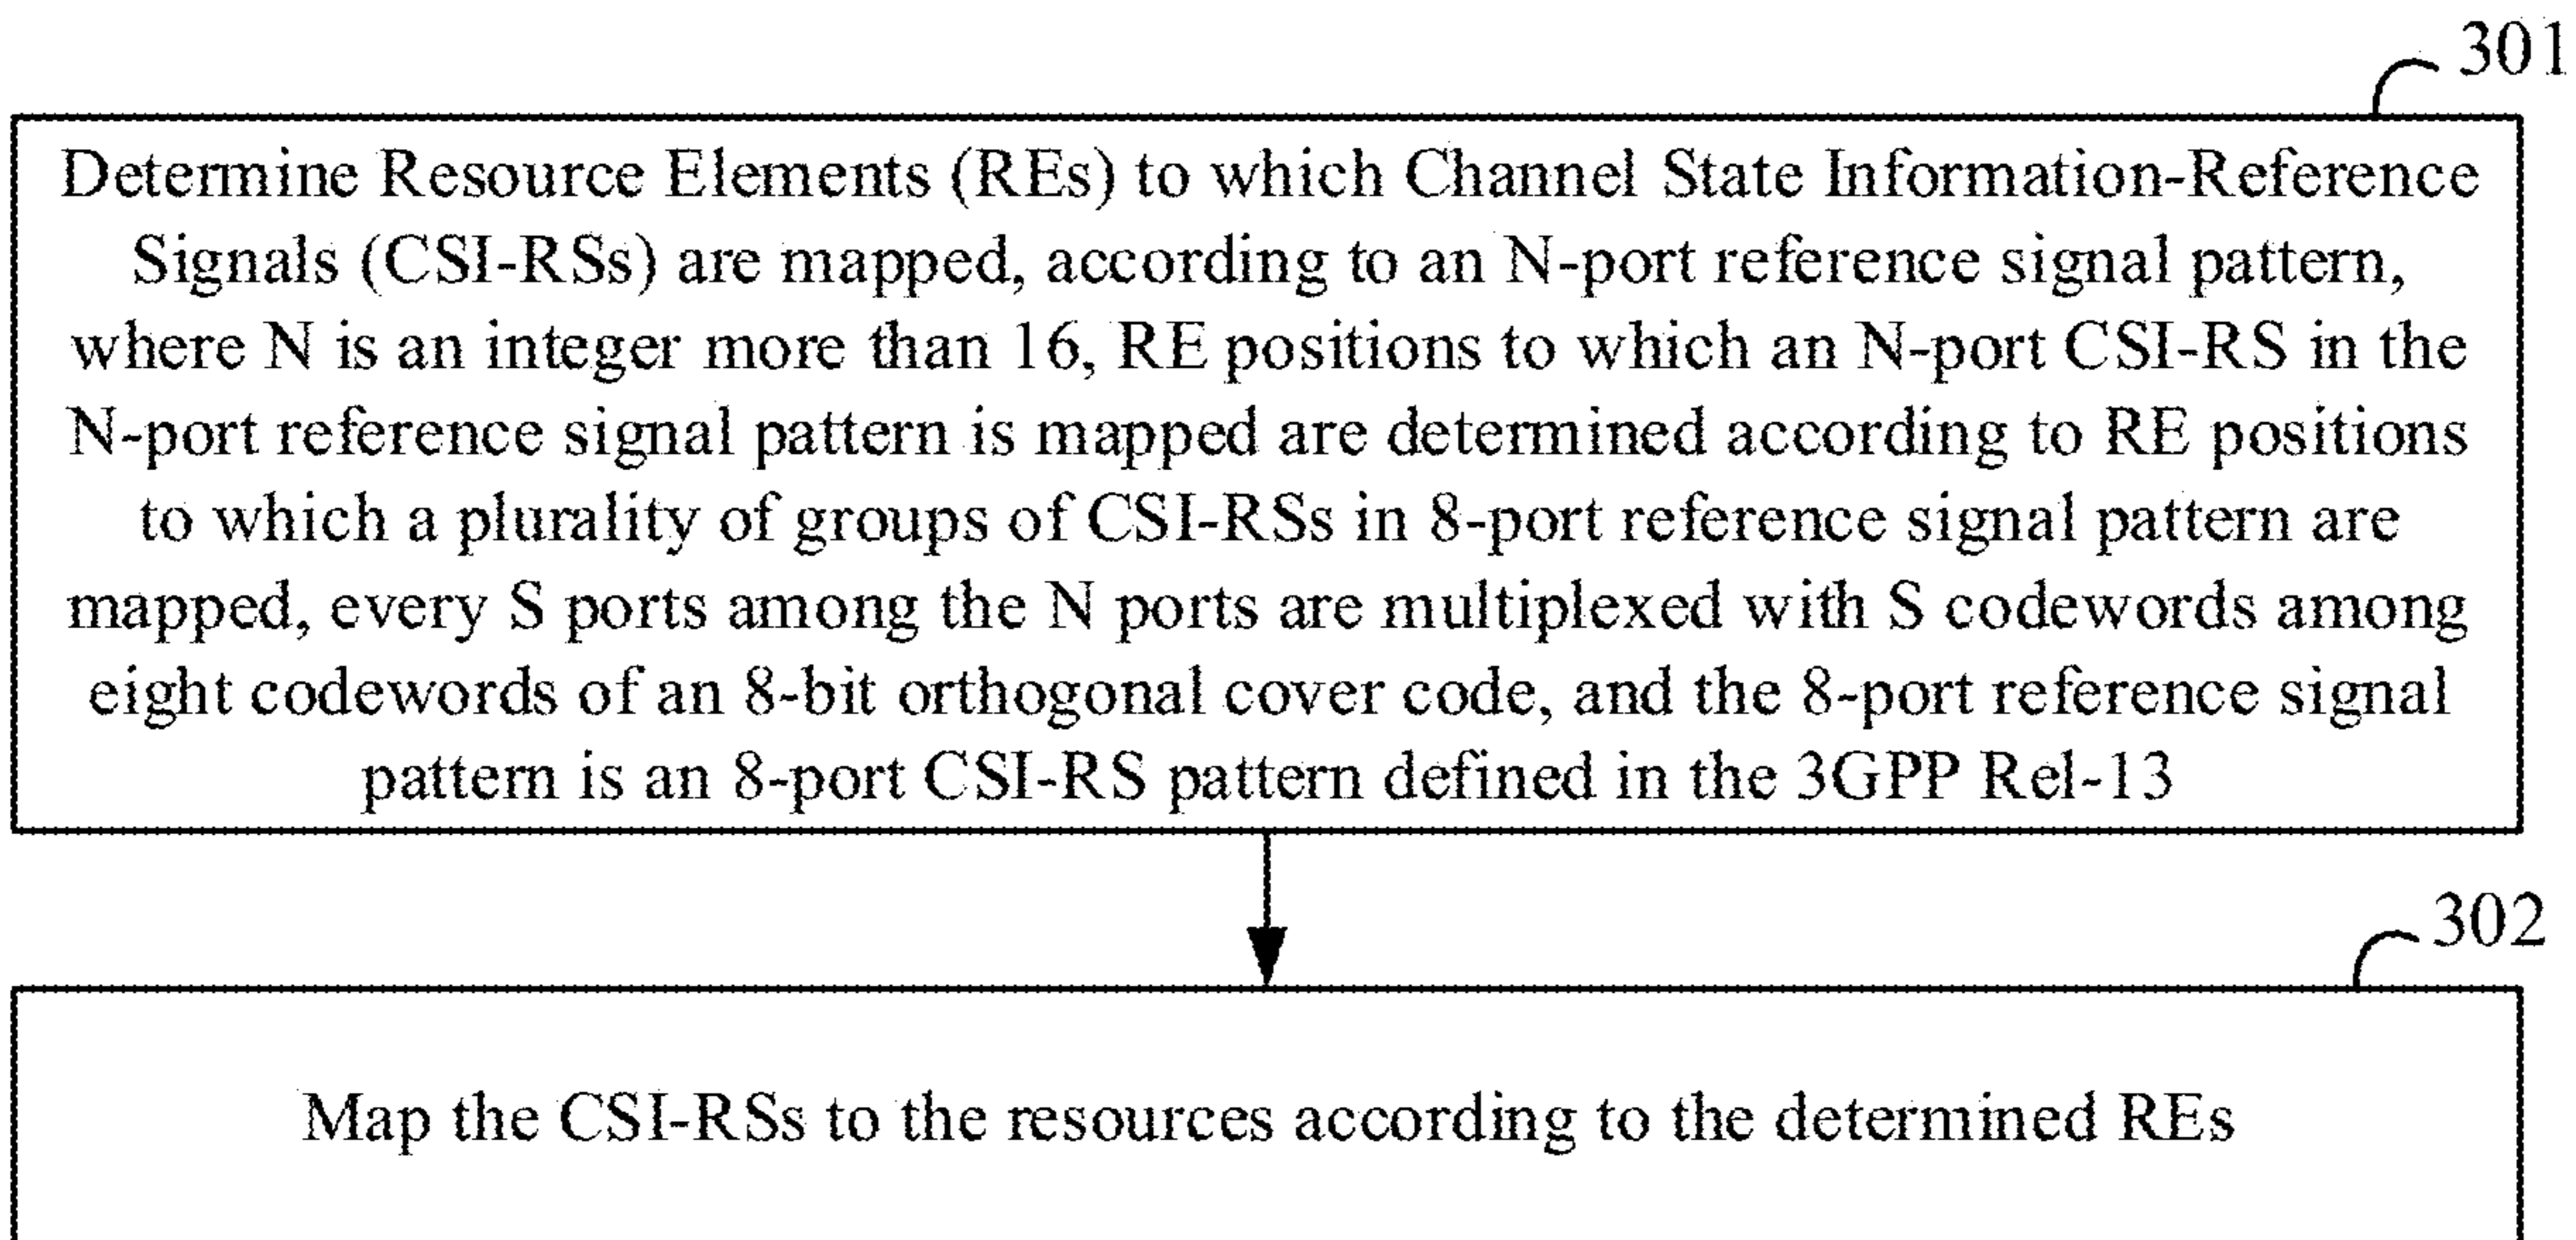 301
Determine Resource Elements (REs) to which Channel State Information-Reference
Signals (CSI-RSs) are mapped, according to an N-port reference signal pattern,
where N is an integer more than 16, RE positions to which an N-port CSI-RS in the
N-port reference signal pattern is mapped are determined according to RE positions
to which a plurality of groups of CSI-RSs in 8-port reference signal pattern are
mapped, every S ports among the N ports are multiplexed with S codewords among
eight codewords of an 8-bit orthogonal cover code, and the 8-port reference signal
pattern is an 8-port CSI-RS pattern defined in the 3GPP Rel-13
302
Map the CSI-RSs to the resources according to the determined REs